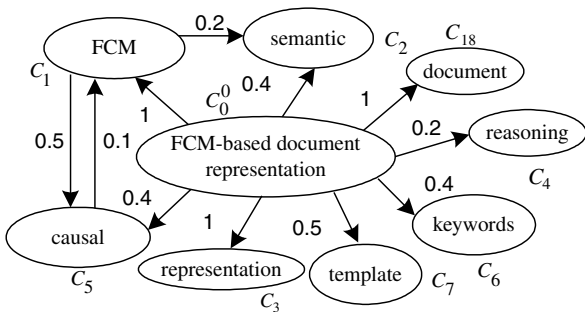 0.2
FCM
semantic
C₁
C₂
C₁₈
document
0.4
1
1
C₀⁰
0.5
0.1
FCM-based document
representation
0.2
reasoning
C₄
0.4
0.4
keywords
C₆
causal
C₅
1
0.5
representation
C₃
template
C₇